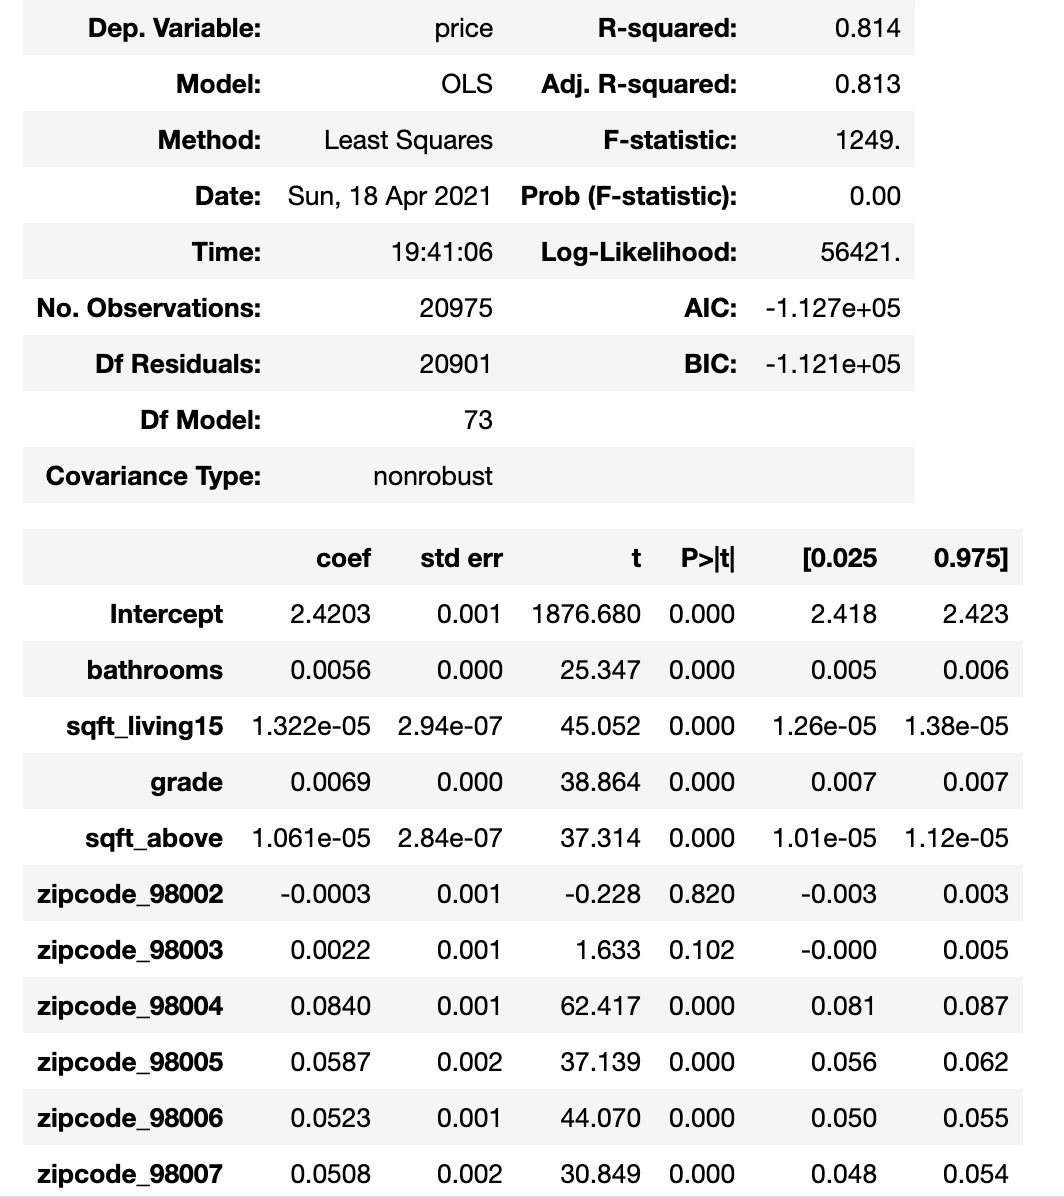 Dep. Variable: price R-squared: 0.814
Model: OLS Adj. R-squared: 0.813
Method: Least Squares F-statistic: 1249.
Date: Sun, 18 Apr 2021 Prob (F-statistic): 0.00
Time: 19:41:06 Log-Likelihood: 56421.
No. Observations: 20975 AIC: -1.127e+05
Df Residuals: 20901 BIC: -1.121e+05
Df Model: 73
Covariance Type: nonrobust
coef std err t P>|t| [0.025 0.975]
Intercept 2.4203 0.001 1876.680 0.000 2.418 2.423
bathrooms 0.0056 0.000 25.347 0.000 0.005 0.006
sqft_living15 1.322e-05 2.94e-07 45.052 0.000 1.26e-05 1.38e-05
grade 0.0069 0.000 38.864 0.000 0.007 0.007
sqft_above 1.061e-05 2.84e-07 37.314 0.000 1.01e-05 1.12e-05
zipcode_98002 -0.0003 0.001 -0.228 0.820 -0.003 0.003
zipcode_98003 0.0022 0.001 1.633 0.102 -0.000 0.005
zipcode_98004 0.0840 0.001 62.417 0.000 0.081 0.087
zipcode_98005 0.0587 0.002 37.139 0.000 0.056 0.062
zipcode_98006 0.0523 0.001 44.070 0.000 0.050 0.055
zipcode_98007 0.0508 0.002 30.849 0.000 0.048 0.054